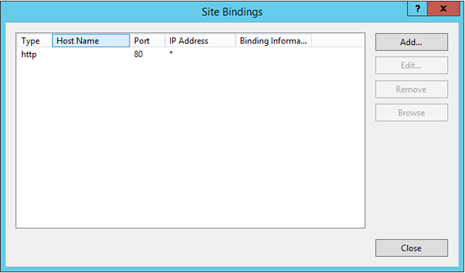 Site Bindings
? x
Type Host Name Port IP Address Binding Informa...
http 80 *
Add...
Edit...
Remove
Browse
Close